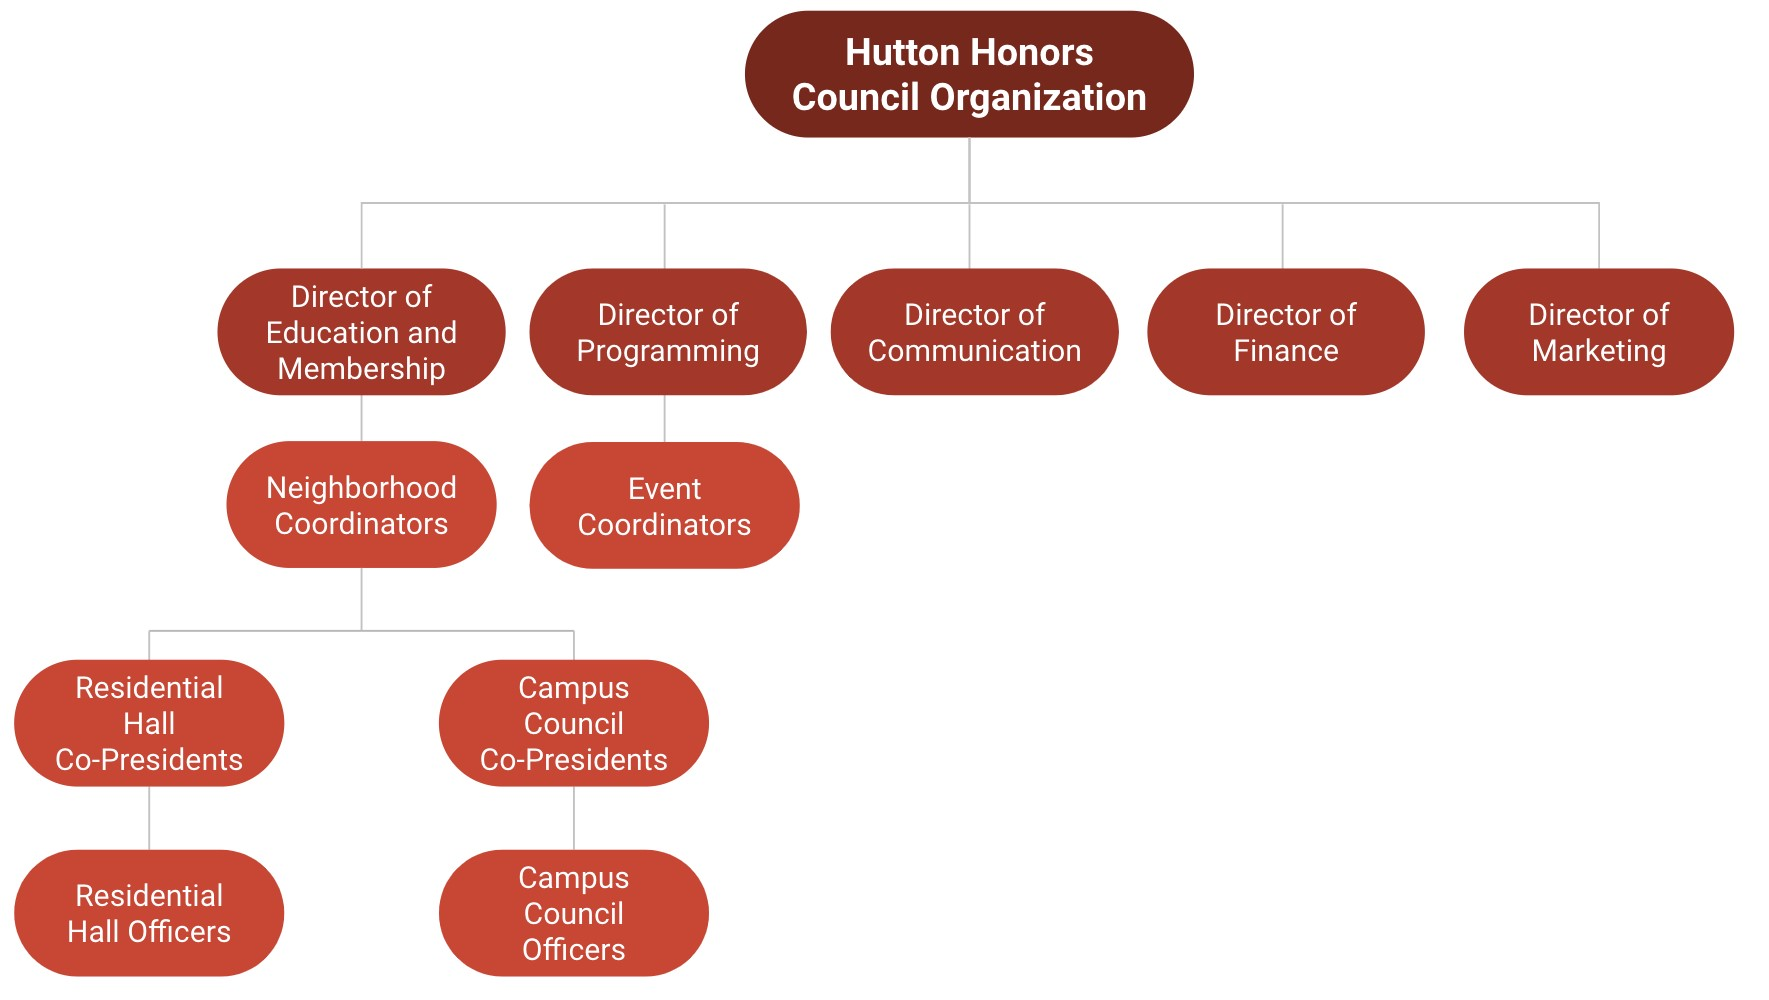 Hutton Honors
Council Organization
Director of
Education and
Membership
Director of
Programming
Director of
Communication
Director of
Finance
Director of
Marketing
Neighborhood
Coordinators
Event
Coordinators
Residential
Hall
Co-Presidents
Campus
Council
Co-Presidents
Residential
Hall Officers
Campus
Council
Officers